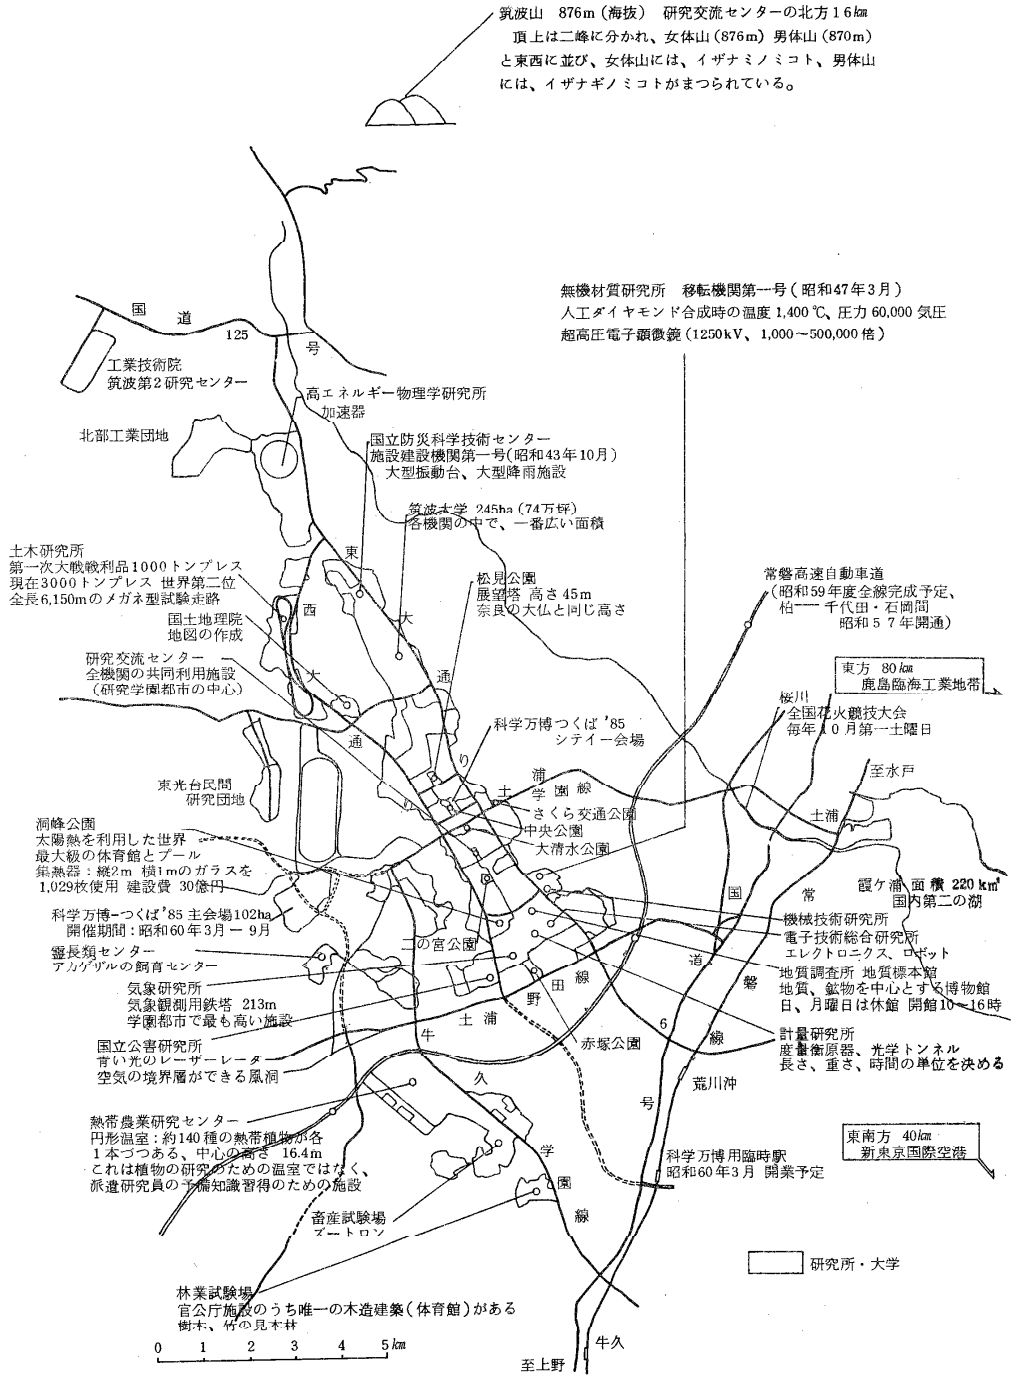 筑波山 876m(海抜) 研究交流センターの北方16km
頂上は二峰に分かれ、女体山(876m)男体山(870m)
と東西に並び、女体山には、イザナミノミコト、男体山
には、イザナギノミコトがまつられている。
無機材質研究所 移転機関第一号(昭和47年3月)
人工ダイヤモンド合成時の温度1,400℃、圧力60,000気圧
超高圧電子顕微鏡(1250kV、1,000〜500,000倍)
国道125号
工業技術院
筑波第2研究センター
高エネルギー物理学研究所
加速器
北部工業団地
国立防災科学技術センター
施設建設機関第一号(昭和43年10月)
大型振動台、大型降雨施設
筑波大学 245ha(74万坪)
各機関の中で、一番広い面積
土木研究所
第一次大戦戦利品1000トンプレス
現在3000トンプレス 世界第二位
全長6,150mのメガネ型試験走路
東大通り
西大通り
松見公園
展望塔 高さ45m
奈良の大仏と同じ高さ
常磐高速自動車道
(昭和59年度全線完成予定、
柏── 千代田・石岡間
昭和57年開通)
国土地理院
地図の作成
研究交流センター
全機関の共同利用施設
(研究学園都市の中心)
東方 80km
鹿島臨海工業地帯
桜川
全国花火競技大会
毎年10月第一土曜日
科学万博つくば'85
シテイー会場
東光台民間
研究団地
土浦学園線
至水戸
土浦
さくら交通公園
中央公園
大清水公園
洞峰公園
太陽熱を利用した世界
最大級の体育館とプール
集熱器:縦2m 横1mのガラスを
1,029枚使用 建設費 30億円
霞ケ浦 面積 220km²
国内第二の湖
科学万博-つくば'85 主会場102ha
開催期間:昭和60年3月ー9月
二の宮公園
機械技術研究所
電子技術総合研究所
エレクトロニクス、ロボット
霊長類センター
アカゲザルの飼育センター
地質調査所 地質標本館
地質、鉱物を中心とする博物館
日、月曜日は休館 開館10〜16時
気象研究所
気象観測用鉄塔 213m
学園都市で最も高い施設
土浦野田線
国道6号
常磐線
国立公害研究所
青い光のレーザーレーター
空気の境界層ができる風洞
赤塚公園
計量研究所
度量衡原器、光学トンネル
長さ、重さ、時間の単位を決める
牛久学園線
荒川沖
熱帯農業研究センター
円形温室:約140種の熱帯植物が各
1本づつある、中心の高さ 16.4m
これは植物の研究のための温室ではなく、
派遣研究員の予備知識習得のための施設
東南方 40km
新東京国際空港
科学万博用臨時駅
昭和60年3月 開業予定
畜産試験場
ズートロン
研究所・大学
林業試験場
官公庁施設のうち唯一の木造建築(体育館)がある
樹木、竹の見本林
0 1 2 3 4 5km
牛久
至上野